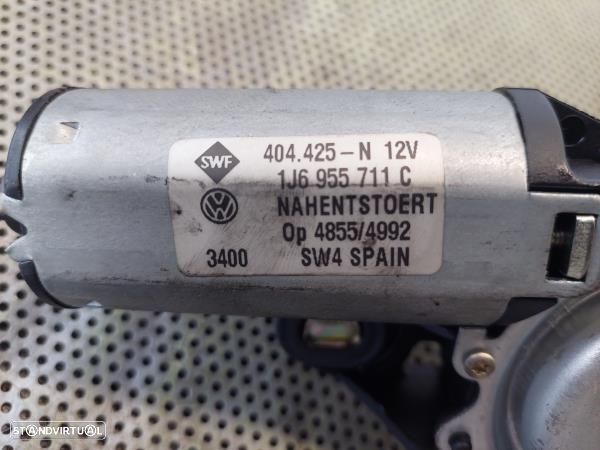 SWF 404.425-N 12V
1J6 955 711 C
NAHENTSTOERT
Op 4855/4992
3400 SW4 SPAIN
STANDVIRTUAL